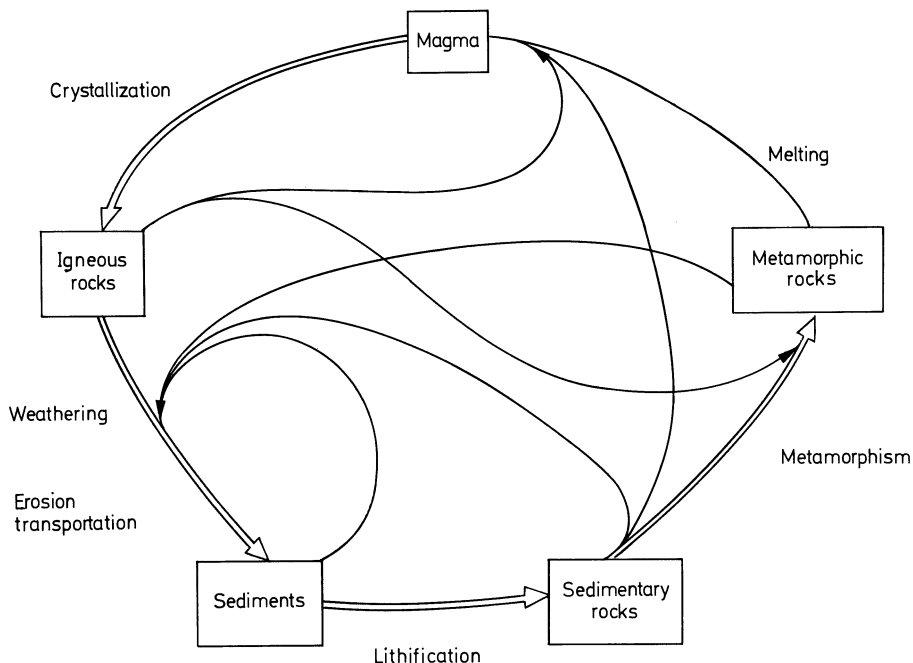 Magma
Crystallization
Melting
Igneous
rocks
Metamorphic
rocks
Weathering
Metamorphism
Erosion
transportation
Sediments
Sedimentary
rocks
Lithification